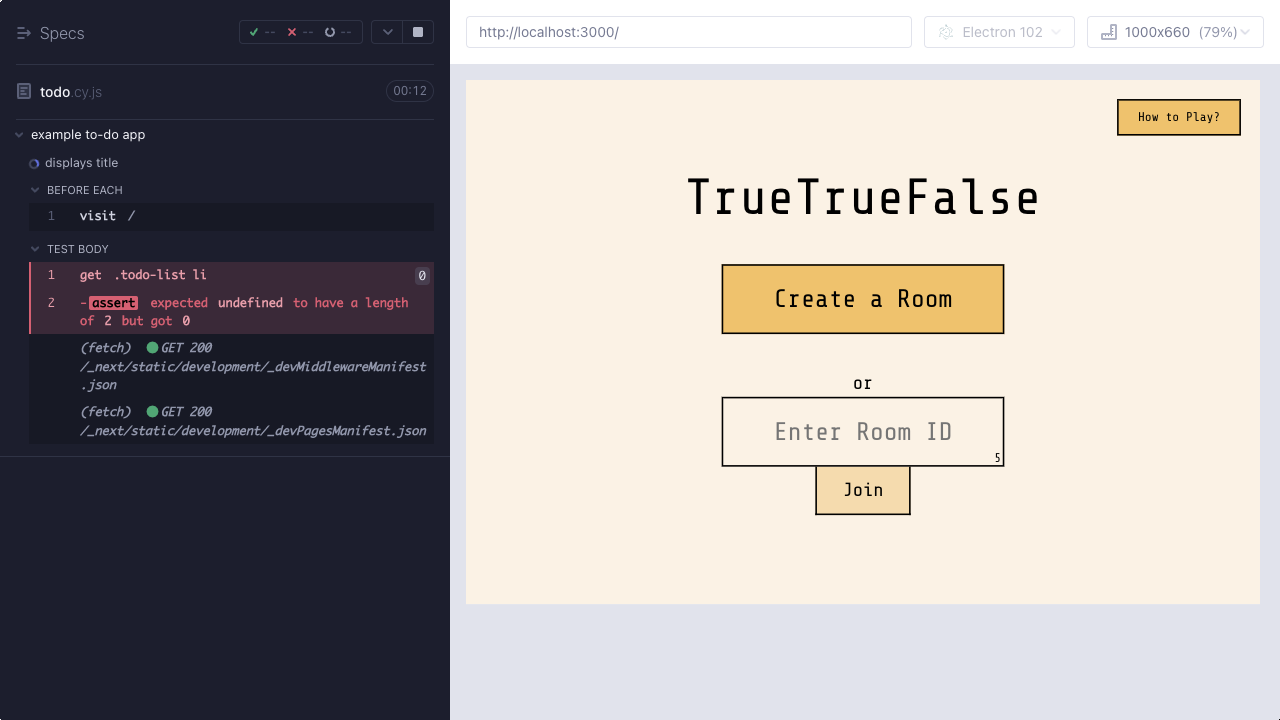 Specs
--
--
--
todo.cy.js
00:12
example to-do app
displays title
BEFORE EACH
1 visit /
TEST BODY
1 get .todo-list li 0
2 -assert expected undefined to have a length
of 2 but got 0
(fetch) GET 200
/_next/static/development/_devMiddlewareManifest
.json
(fetch) GET 200
/_next/static/development/_devPagesManifest.json
http://localhost:3000/
Electron 102
1000x660 (79%)
How to Play?
TrueTrueFalse
Create a Room
or
Enter Room ID
5
Join